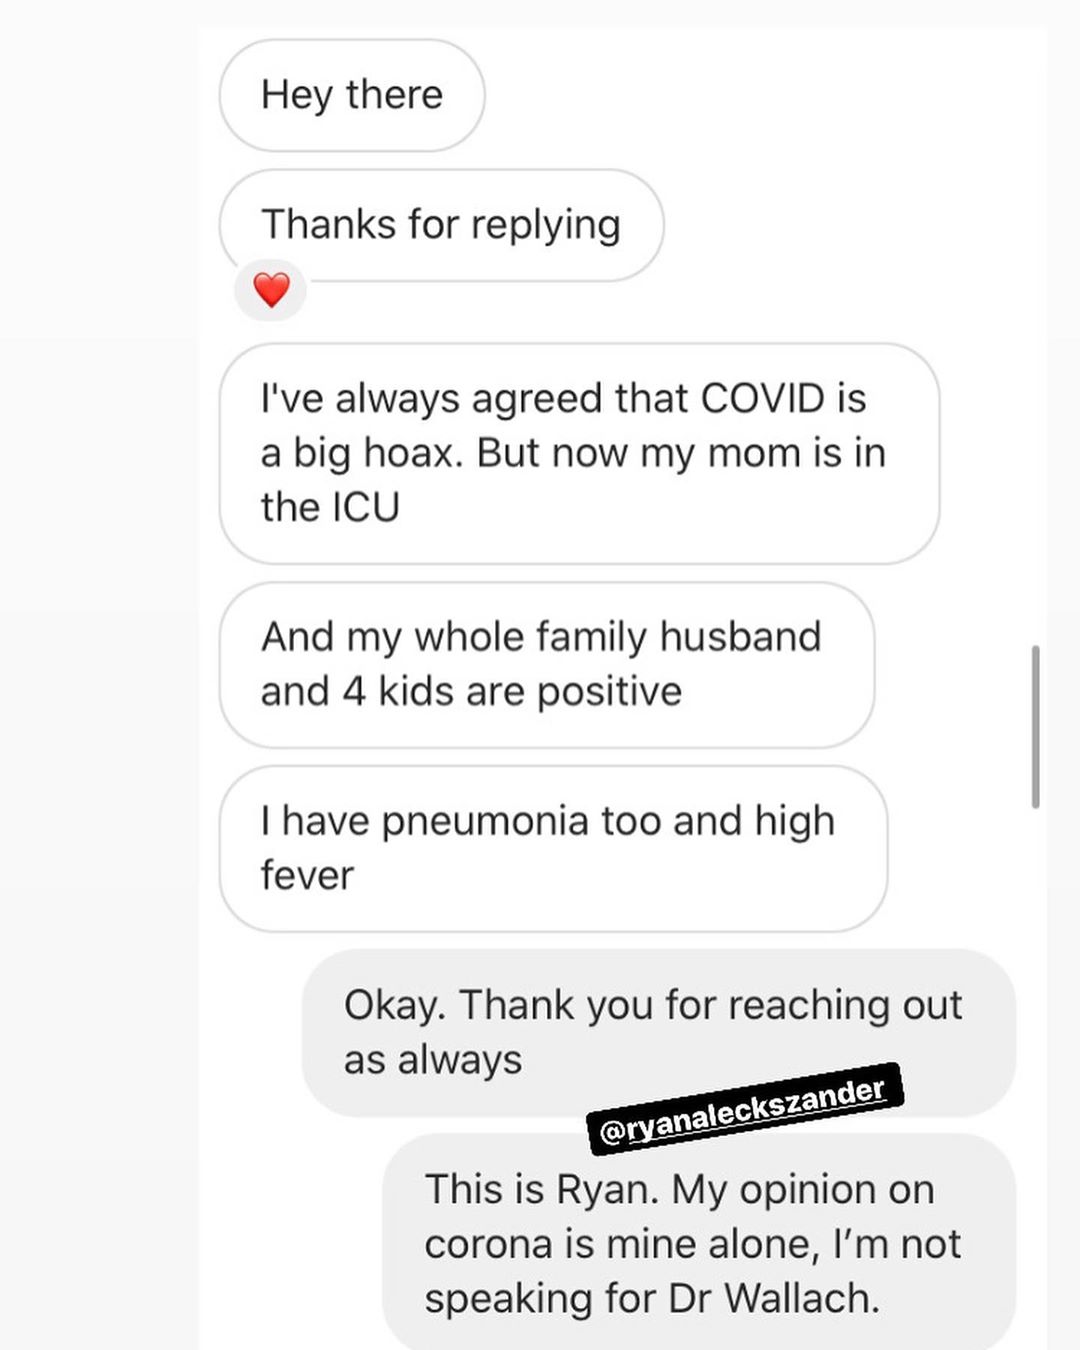 Hey there
Thanks for replying
❤️
I've always agreed that COVID is
a big hoax. But now my mom is in
the ICU
And my whole family husband
and 4 kids are positive
I have pneumonia too and high
fever
Okay. Thank you for reaching out
as always
@ryanaleckszander
This is Ryan. My opinion on
corona is mine alone, I’m not
speaking for Dr Wallach.